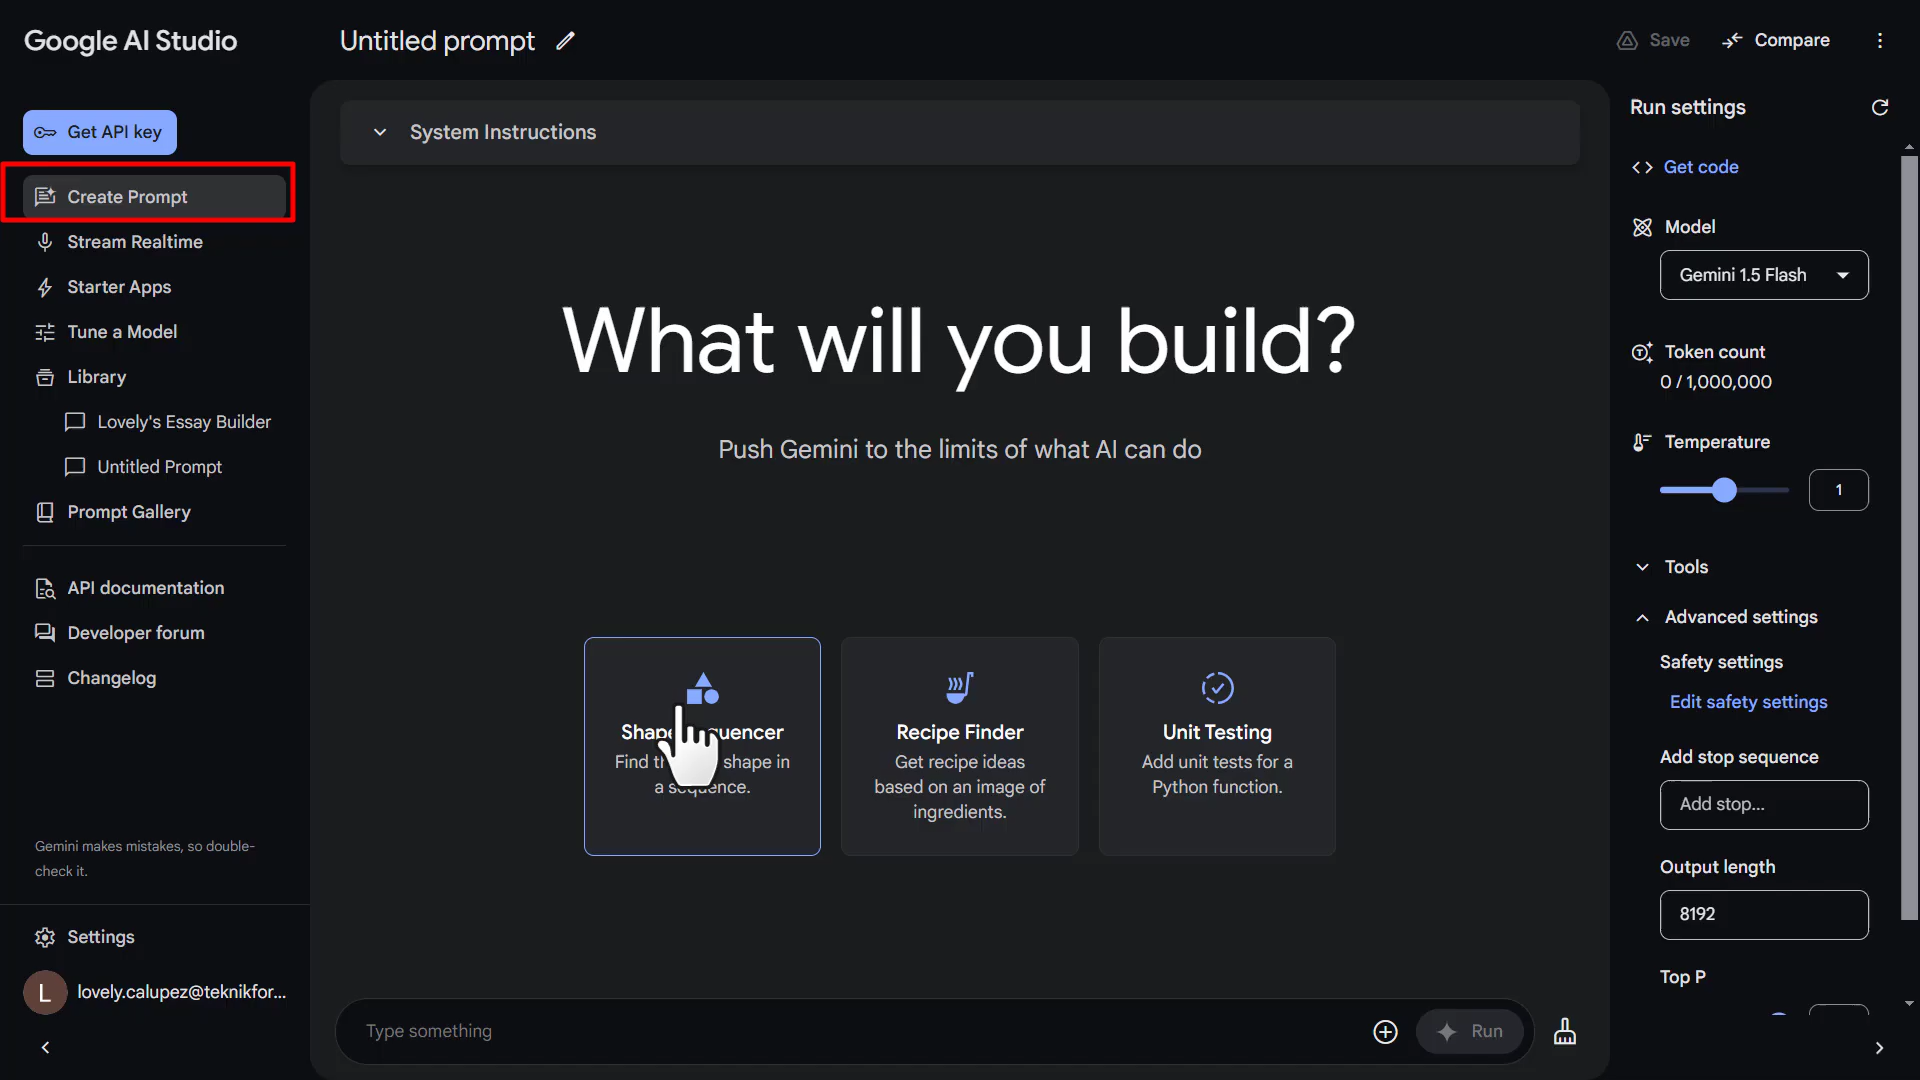 Google AI Studio
Untitled prompt
Save
Compare
Get API key
Create Prompt
Stream Realtime
Starter Apps
Tune a Model
Library
Lovely's Essay Builder
Untitled Prompt
Prompt Gallery
API documentation
Developer forum
Changelog
Gemini makes mistakes, so double-
check it.
Settings
L
lovely.calupez@teknikfor...
System Instructions
What will you build?
Push Gemini to the limits of what AI can do
Find shape in
a sequence.
Recipe Finder
Get recipe ideas
based on an image of
ingredients.
Unit Testing
Add unit tests for a
Python function.
Type something
Run
Run settings
Get code
Model
Gemini 1.5 Flash
Token count
0 / 1,000,000
Temperature
1
Tools
Advanced settings
Safety settings
Edit safety settings
Add stop sequence
Add stop...
Output length
8192
Top P